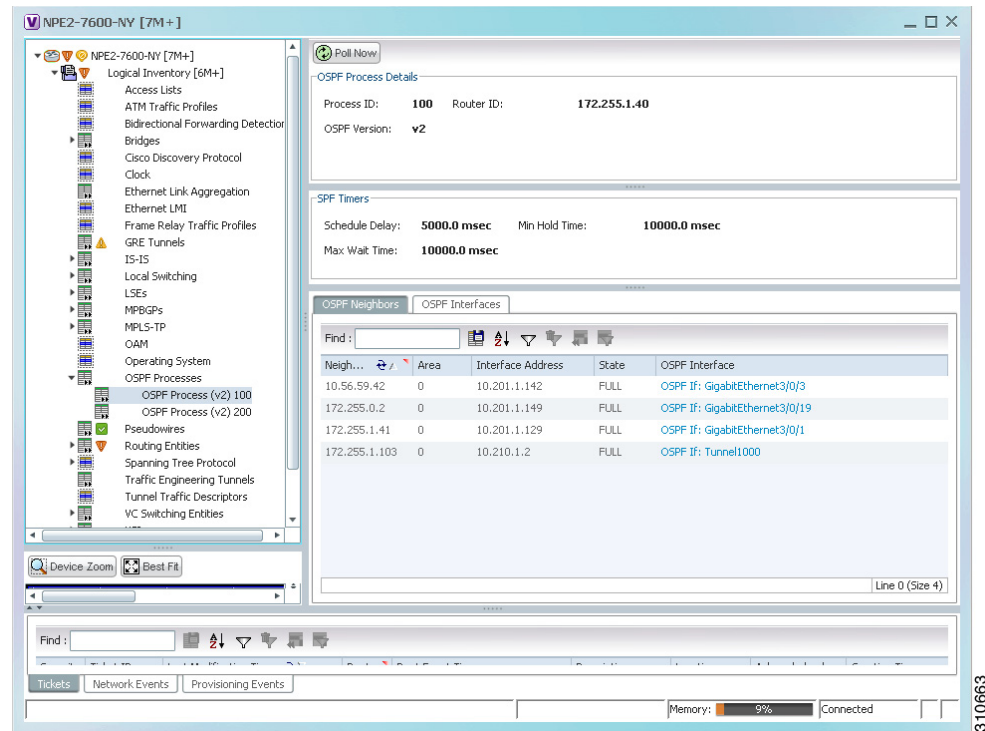 NPE2-7600-NY [7M+]
NPE2-7600-NY [7M+]
Logical Inventory [6M+]
Access Lists
ATM Traffic Profiles
Bidirectional Forwarding Detection
Bridges
Cisco Discovery Protocol
Clock
Ethernet Link Aggregation
Ethernet LMI
Frame Relay Traffic Profiles
GRE Tunnels
IS-IS
Local Switching
LSEs
MPBGPs
MPLS-TP
OAM
Operating System
OSPF Processes
OSPF Process (v2) 100
OSPF Process (v2) 200
Pseudowires
Routing Entities
Spanning Tree Protocol
Traffic Engineering Tunnels
Tunnel Traffic Descriptors
VC Switching Entities
Device Zoom Best Fit
Poll Now
OSPF Process Details
Process ID: 100 Router ID: 172.255.1.40
OSPF Version: v2
SPF Timers
Schedule Delay: 5000.0 msec Min Hold Time: 10000.0 msec
Max Wait Time: 10000.0 msec
OSPF Neighbors OSPF Interfaces
Find :
Neigh... Area Interface Address State OSPF Interface
10.56.59.42 0 10.201.1.142 FULL OSPF If: GigabitEthernet3/0/3
172.255.0.2 0 10.201.1.149 FULL OSPF If: GigabitEthernet3/0/19
172.255.1.41 0 10.201.1.129 FULL OSPF If: GigabitEthernet3/0/1
172.255.1.103 0 10.210.1.2 FULL OSPF If: Tunnel1000
Line 0 (Size 4)
Find :
Tickets Network Events Provisioning Events
Memory: 9% Connected
310663